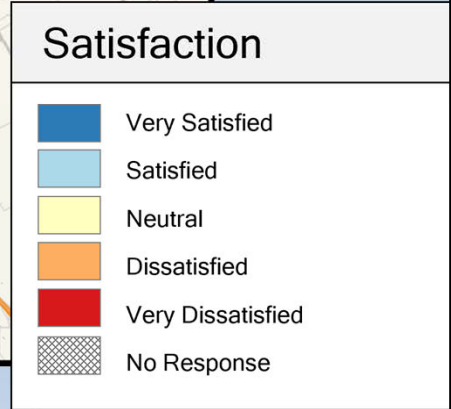 Satisfaction
Very Satisfied
Satisfied
Neutral
Dissatisfied
Very Dissatisfied
No Response